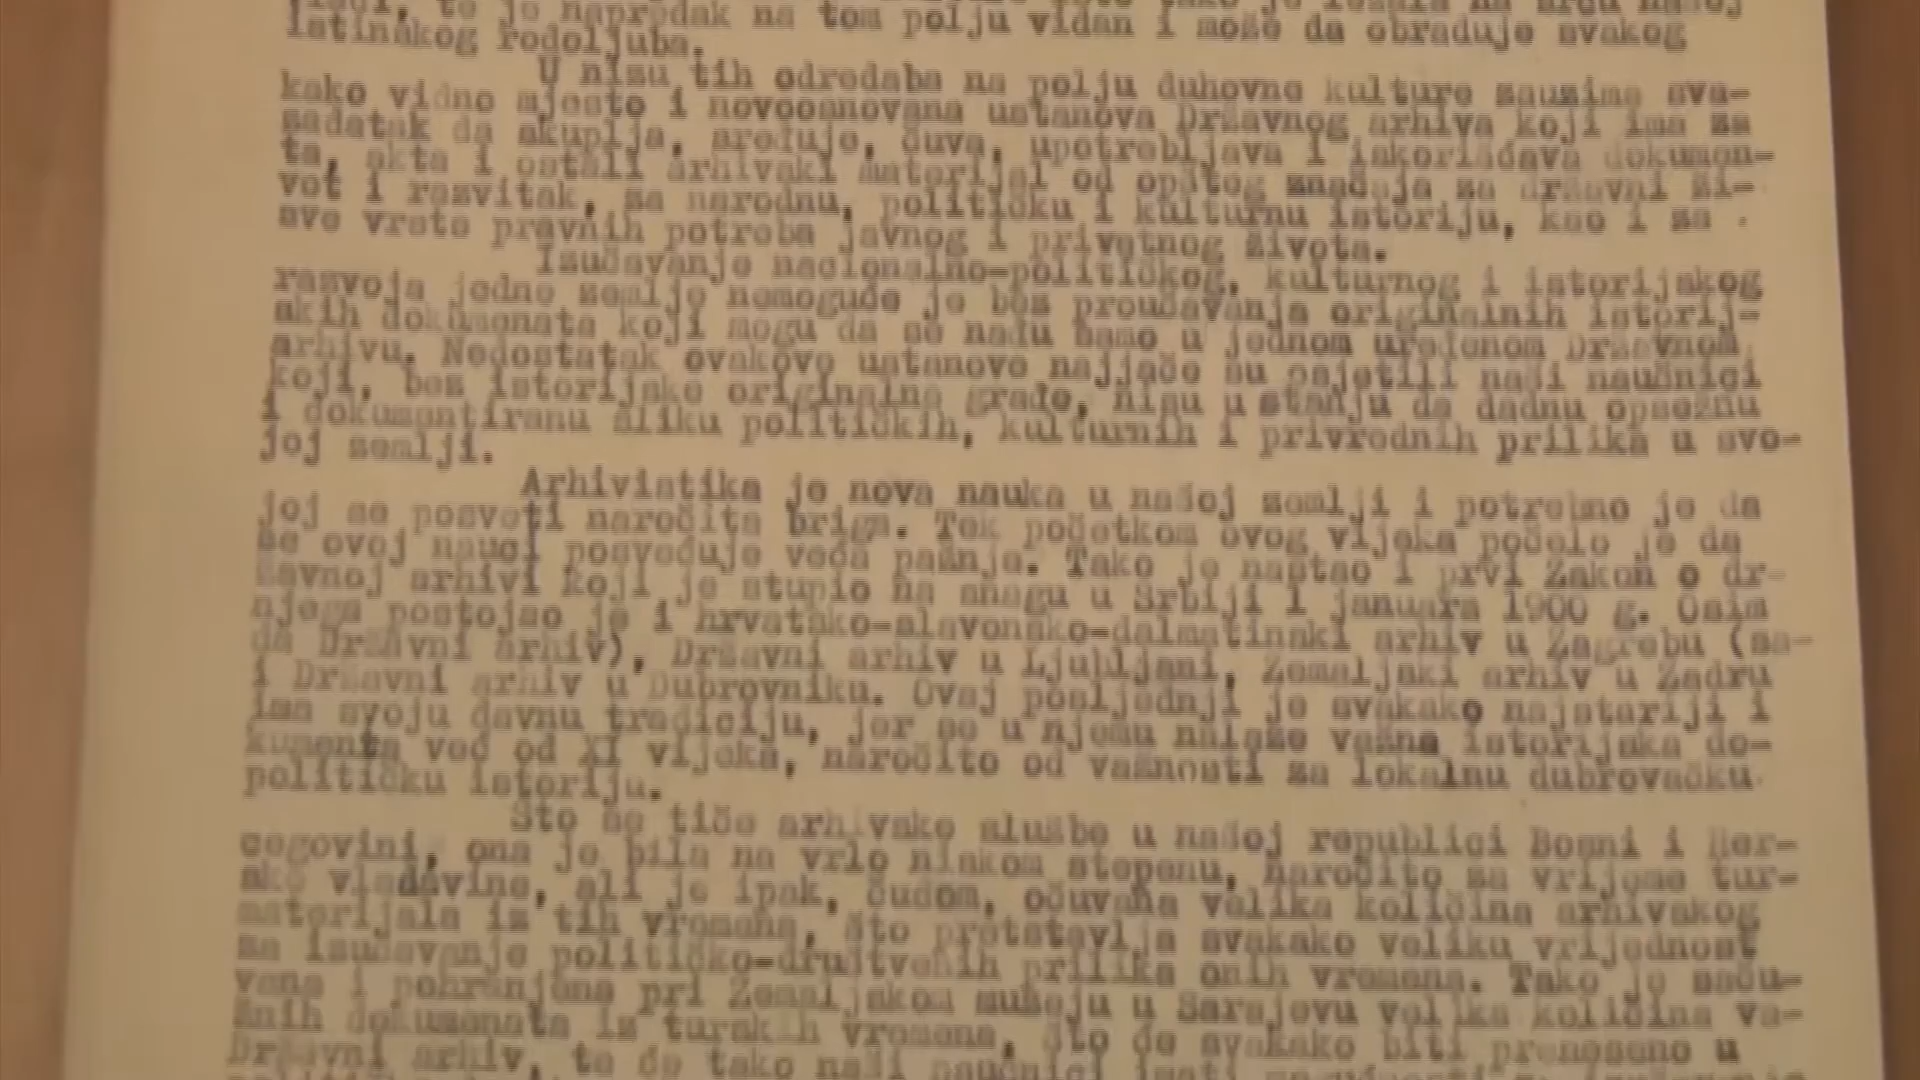 te je napredak na tom polju vidan i može da obraduje svakog
istinskog rodoljuba.
U nizu tih odredaba na polju duhovne kulture zauzima sva-
kako vidno mjesto i novoosnovana ustanova Državnog arhiva koji ima za
zadatak da skuplja, sređuje, čuva, upotrebljava i iskorišćava dokumen-
ta, akta i ostali arhivski materijal od opšteg značaja za državni ži-
vot i razvitak, za narodnu, političku i kulturnu istoriju, kao i za
sve vrste pravnih potreba javnog i privatnog života.
Izučavanje nacionalno-političkog, kulturnog i istorijskog
razvoja jedne zemlje nemoguće je bez proučavanja originalnih istorij-
skih dokumenata koji mogu da se nađu samo u jednom uređenom Državnom
arhivu. Nedostatak ovakove ustanove najjače su osjetili naši naučnici
koji, bez istorijske originalne građe, nisu u stanju da dadnu opsežnu
i dokumentiranu sliku političkih, kulturnih i privrednih prilika u svo-
joj zemlji.
Arhivistika je nova nauka u našoj zemlji i potrebno je da
joj se posveti naročita briga. Tek početkom ovog vijeka počelo je da
se ovoj nauci posvećuje veća pažnja. Tako je nastao i prvi Zakon o dr-
žavnoj arhivi koji je stupio na snagu u Srbiji 1 januara 1900 g. Osim
njega postojao je i hrvatsko-slavonsko-dalmatinski arhiv u Zagrebu (sa-
da Državni arhiv), Državni arhiv u Ljubljani, Zemaljski arhiv u Zadru
i Državni arhiv u Dubrovniku. Ovaj posljednji je svakako najstariji i
ima svoju davnu tradiciju, jer se u njemu nalaze važna istorijska do-
kumenta već od XI vijeka, naročito od važnosti za lokalnu dubrovačku
političku istoriju.
Što se tiče arhivske službe u našoj republici Bosni i Her-
cegovini, ona je bila na vrlo niskom stepenu, naročito za vrijeme tur-
ske vladavine, ali je ipak, čudom, očuvana velika količina arhivskog
materijala iz tih vremena, što pretstavlja svakako veliku vrijednost
za izučavanje političko-društvenih prilika onih vremena. Tako je saču-
vana i pohranjena pri Zemaljskom muzeju u Sarajevu velika količina va-
žnih dokumenata iz turskih vremena, što će svakako biti preneseno u
Državni arhiv, te će tako naši naučnici imati